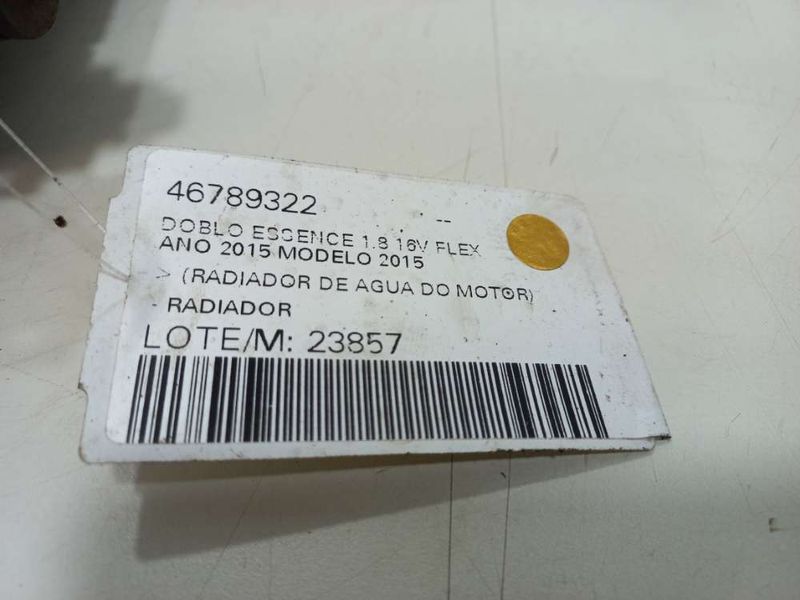 46789322
--
DOBLO ESSENCE 1.8 16V FLEX
ANO 2015 MODELO 2015
> (RADIADOR DE AGUA DO MOTOR)
- RADIADOR
LOTE/M: 23857